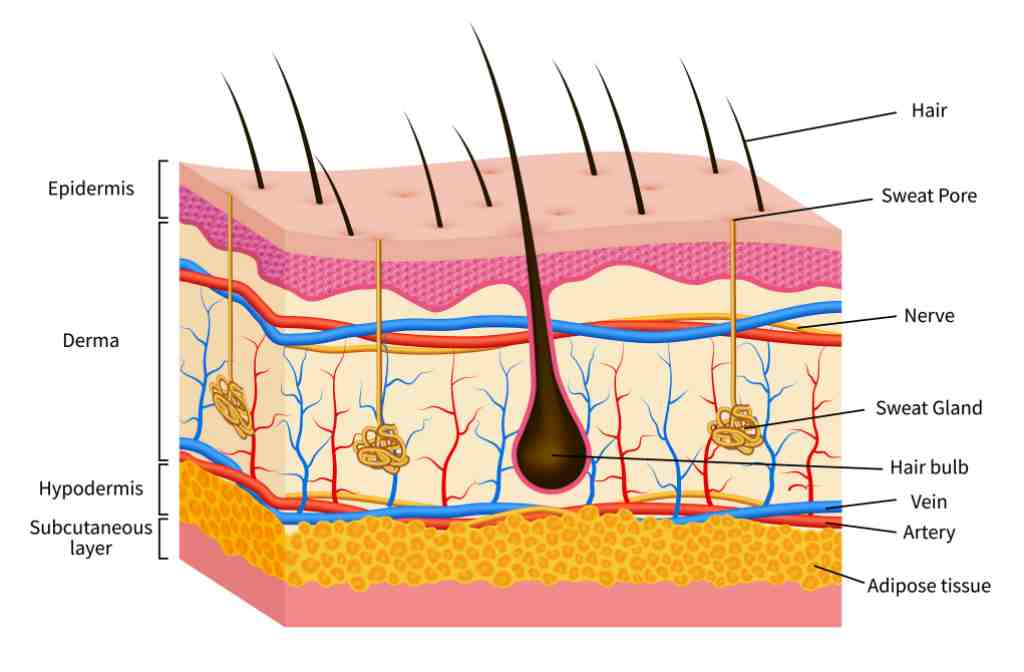 Epidermis
Derma
Hypodermis
Subcutaneous
layer
Hair
Sweat Pore
Nerve
Sweat Gland
Hair bulb
Vein
Artery
Adipose tissue